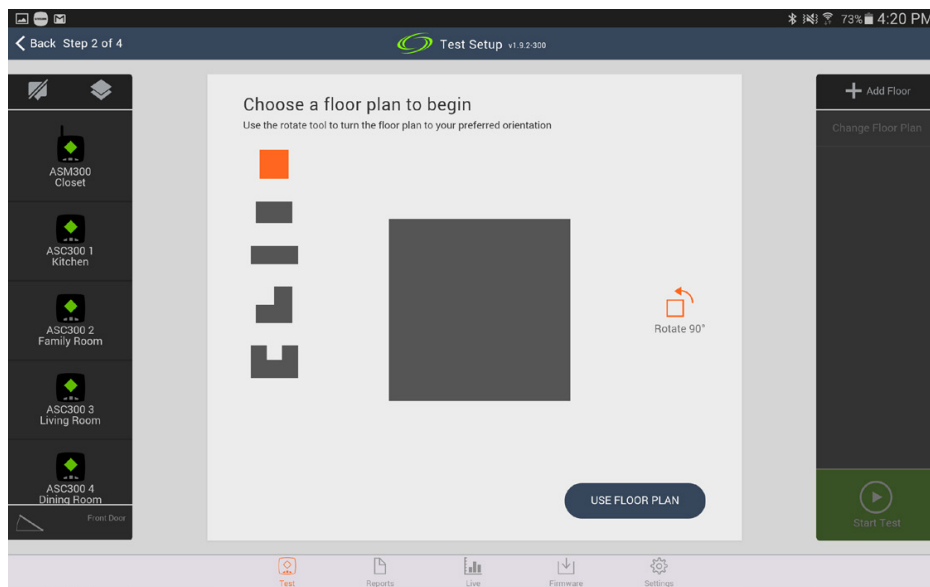 73% 4:20 PM
Back Step 2 of 4
Test Setup v1.9.2-300
Choose a floor plan to begin
Use the rotate tool to turn the floor plan to your preferred orientation
ASM300
Closet
ASC300 1
Kitchen
ASC300 2
Family Room
ASC300 3
Living Room
ASC300 4
Dining Room
Front Door
Rotate 90°
USE FLOOR PLAN
Add Floor
Change Floor Plan
Start Test
Test
Reports
Live
Firmware
Settings